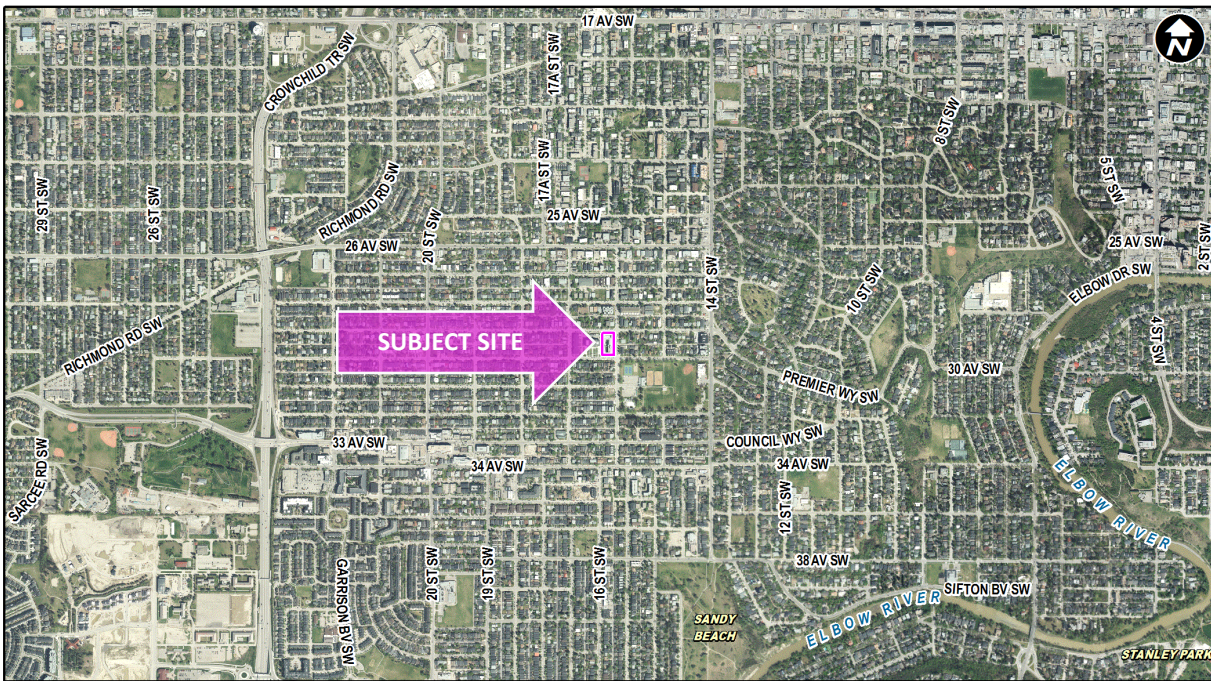 17 AV SW
N
CROWCHILD TR SW
17A ST SW
8 ST SW
29 ST SW
26 ST SW
RICHMOND RD SW
20 ST SW
17A ST SW
25 AV SW
26 AV SW
5 ST SW
25 AV SW
2 ST SW
ELBOW DR SW
14 ST SW
10 ST SW
4 ST SW
RICHMOND RD SW
SUBJECT SITE
30 AV SW
PREMIER WY SW
33 AV SW
COUNCIL WY SW
34 AV SW
34 AV SW
SARCEE RD SW
12 ST SW
ELBOW RIVER
38 AV SW
GARRISON BV SW
20 ST SW
19 ST SW
16 ST SW
SIFTON BV SW
ELBOW RIVER
SANDY
BEACH
STANLEY PARK